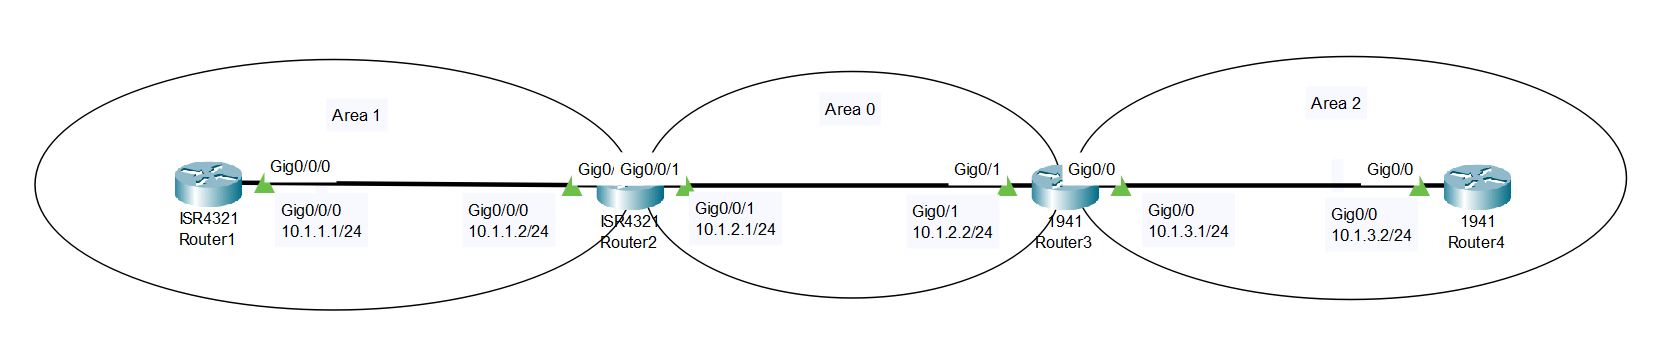 Area 1
Area 0
Area 2
Gig0/0/0
Gig0/
Gig0/0/1
Gig0/1
Gig0/0
Gig0/0
Gig0/0/0
10.1.1.1/24
Gig0/0/0
10.1.1.2/24
Gig0/0/1
10.1.2.1/24
Gig0/1
10.1.2.2/24
Gig0/0
10.1.3.1/24
Gig0/0
10.1.3.2/24
ISR4321
Router1
ISR4321
Router2
1941
Router3
1941
Router4